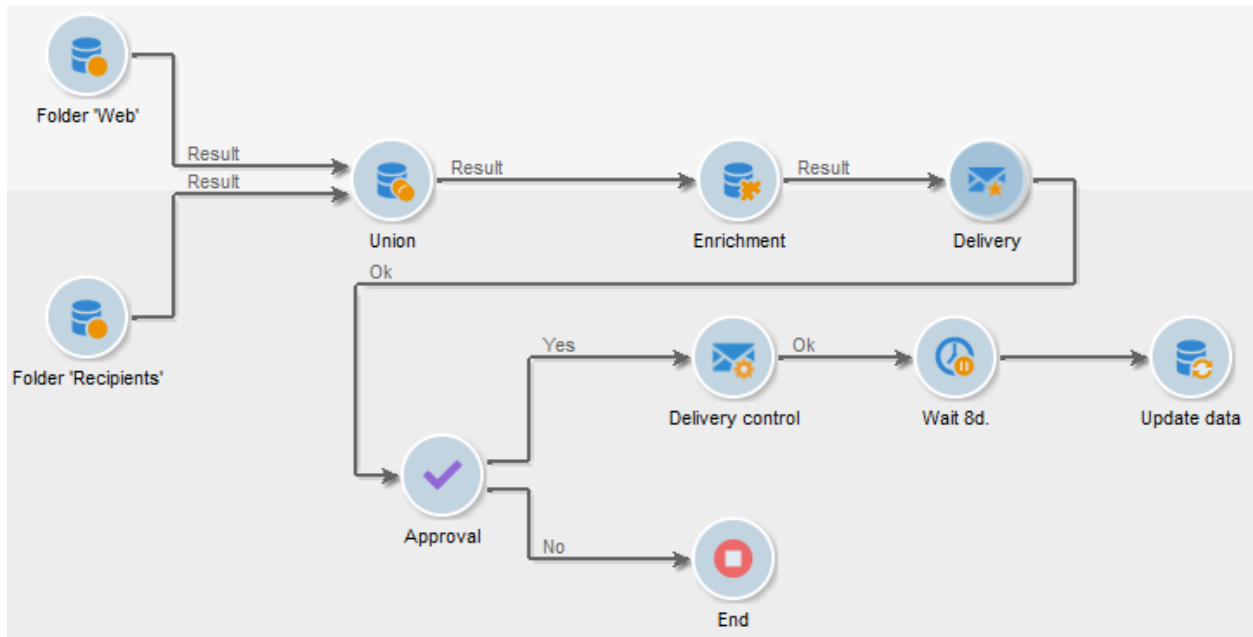 Folder 'Web'
Result
Result
Result
Result
Union
Enrichment
Delivery
Ok
Folder 'Recipients'
Yes
Ok
Delivery control
Wait 8d.
Update data
Approval
No
End